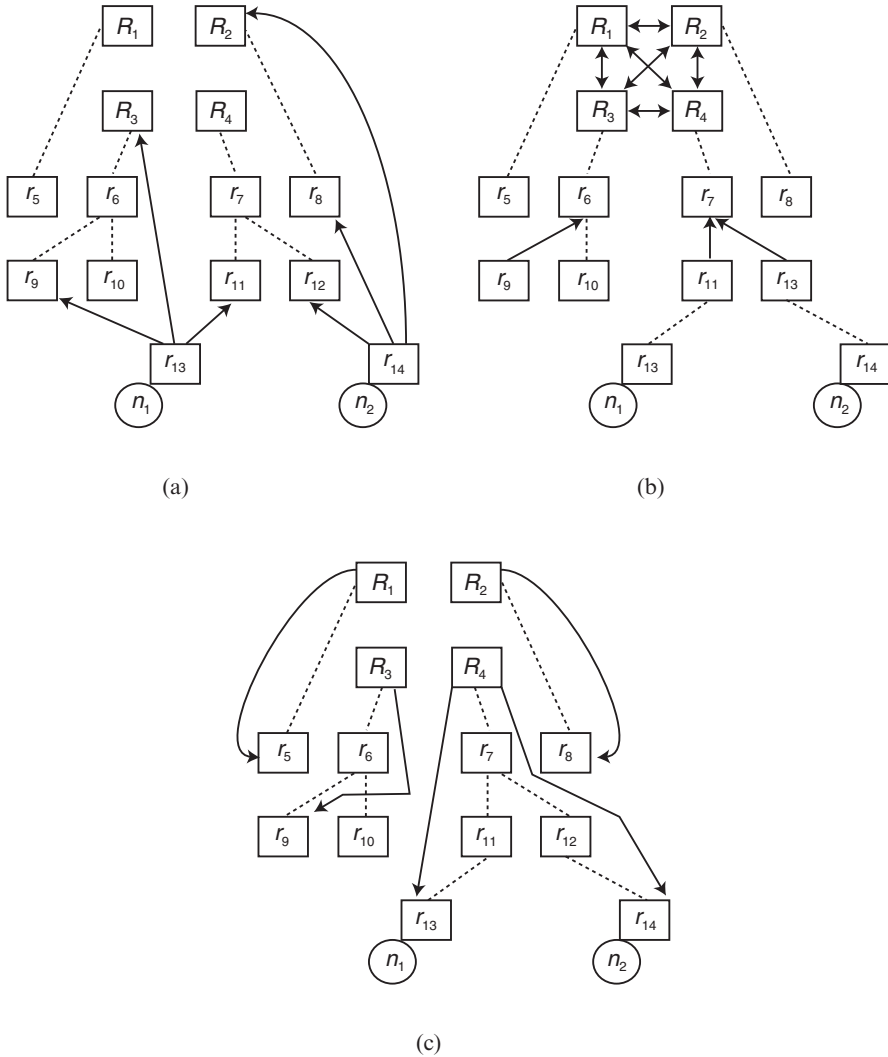 R₁ R₂ R₁ R₂
R₃ R₄ R₃ R₄
r₅ r₆ r₇ r₈ r₅ r₆ r₇ r₈
r₉ r₁₀ r₁₁ r₁₂ r₉ r₁₀ r₁₁ r₁₃
r₁₃ r₁₄ r₁₃ r₁₄
n₁ n₂ n₁ n₂
(a) (b)
R₁ R₂
R₃ R₄
r₅ r₆ r₇ r₈
r₉ r₁₀ r₁₁ r₁₂
r₁₃ r₁₄
n₁ n₂
(c)